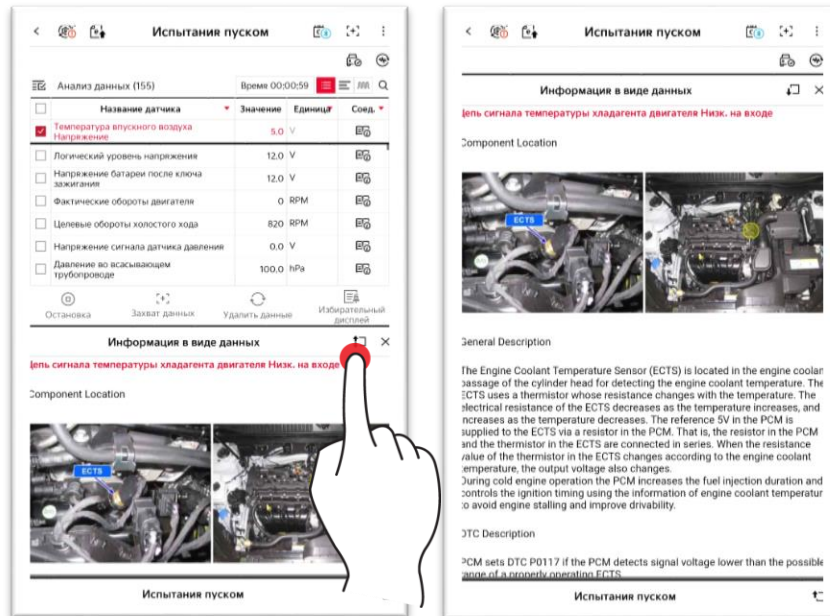 Испытания пуском
Анализ данных (155)
Время 00:00:59
Название датчика
Значение
Единица
Соед.
Температура впускного воздуха
Напряжение
5.0 V
Логический уровень напряжения
12.0 V
Напряжение батареи после ключа
зажигания
12.0 V
Фактические обороты двигателя
0 RPM
Целевые обороты холостого хода
820 RPM
Напряжение сигнала датчика давления
0.0 V
Давление во всасывающем
трубопроводе
100.0 hPa
Остановка
Захват данных
Удалить данные
Избирательный
дисплей
Информация в виде данных
Цепь сигнала температуры хладагента двигателя Низк. на входе
Component Location
ECTS
Испытания пуском
Испытания пуском
Информация в виде данных
Цепь сигнала температуры хладагента двигателя Низк. на входе
Component Location
ECTS
General Description
The Engine Coolant Temperature Sensor (ECTS) is located in the engine coolan
passage of the cylinder head for detecting the engine coolant temperature. The
ECTS uses a thermistor whose resistance changes with the temperature. The
electrical resistance of the ECTS decreases as the temperature increases, and
increases as the temperature decreases. The reference 5V in the PCM is
supplied to the ECTS via a resistor in the PCM. That is, the resistor in the PCM
and the thermistor in the ECTS are connected in series. When the resistance
value of the thermistor in the ECTS changes according to the engine coolant
temperature, the output voltage also changes.
During cold engine operation the PCM increases the fuel injection duration and
controls the ignition timing using the information of engine coolant temperatur
to avoid engine stalling and improve drivability.
DTC Description
PCM sets DTC P0117 if the PCM detects signal voltage lower than the possible
range of a properly operating ECTS
Испытания пуском